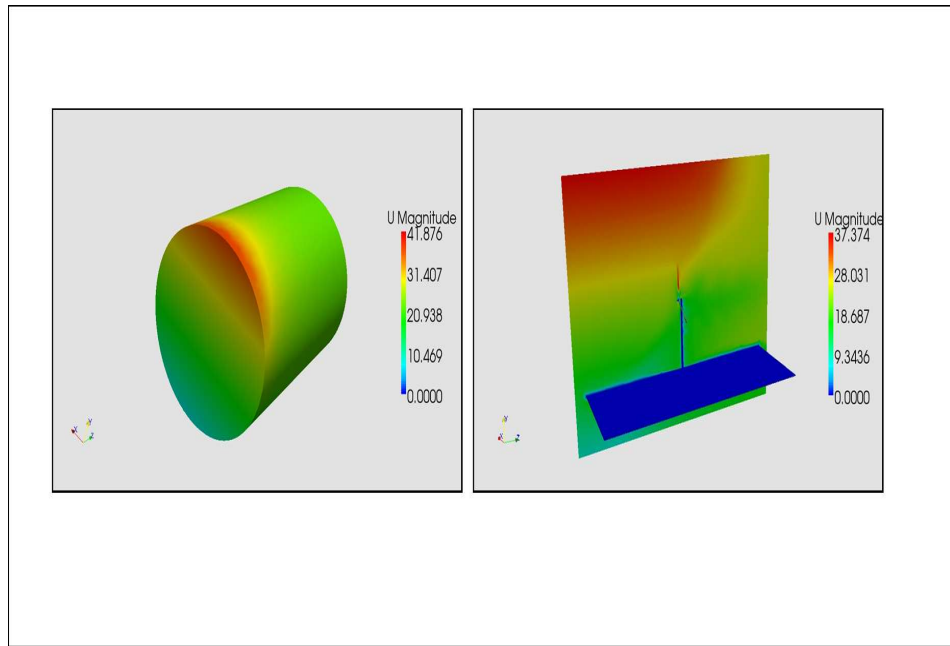 U Magnitude
41.876
31.407
20.938
10.469
0.0000
X
Y
Z
U Magnitude
37.374
28.031
18.687
9.3436
0.0000
X
Y
Z